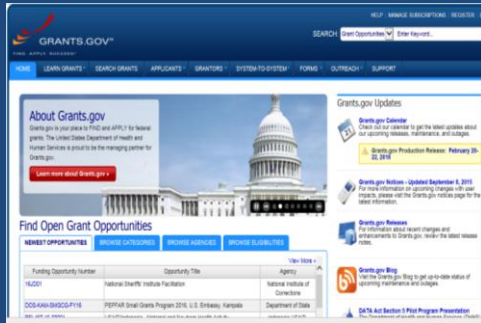 HELP MANAGE SUBSCRIPTIONS REGISTER
GRANTS.GOV
FIND. APPLY. SUCCEED.
SEARCH Grant Opportunities Enter Keyword...
HOME LEARN GRANTS SEARCH GRANTS APPLICANTS GRANTORS SYSTEM-TO-SYSTEM FORMS OUTREACH SUPPORT
About Grants.gov
Grants.gov is your place to FIND and APPLY for federal
grants. The United States Department of Health and
Human Services is proud to be the managing partner for
Grants.gov.
Learn more about Grants.gov »
Find Open Grant Opportunities
NEWEST OPPORTUNITIES BROWSE CATEGORIES BROWSE AGENCIES BROWSE ELIGIBILITIES
View More »
Funding Opportunity Number Opportunity Title Agency
16JD01 National Sheriffs' Institute Facilitation National Institute of
Corrections
PEPFAR Small Grants Program 2016, U.S. Embassy, Kampala Department of State
Grants.gov Updates
Grants.gov Calendar
Check out our calendar to get the latest updates about
our upcoming releases, maintenance, and outages.
Grants.gov Production Release: February 20-
22, 2016
Grants.gov Notices - Updated September 8, 2015
For more information on upcoming changes with user
impacts, please visit the Grants.gov notices page for the
latest information.
Grants.gov Releases
For information about recent changes and
enhancements to Grants.gov, review the latest release
notes.
Grants.gov Blog
Visit the Grants.gov Blog to get up-to-date status of
upcoming maintenance and outages.
DATA Act Section 5 Pilot Program Presentation